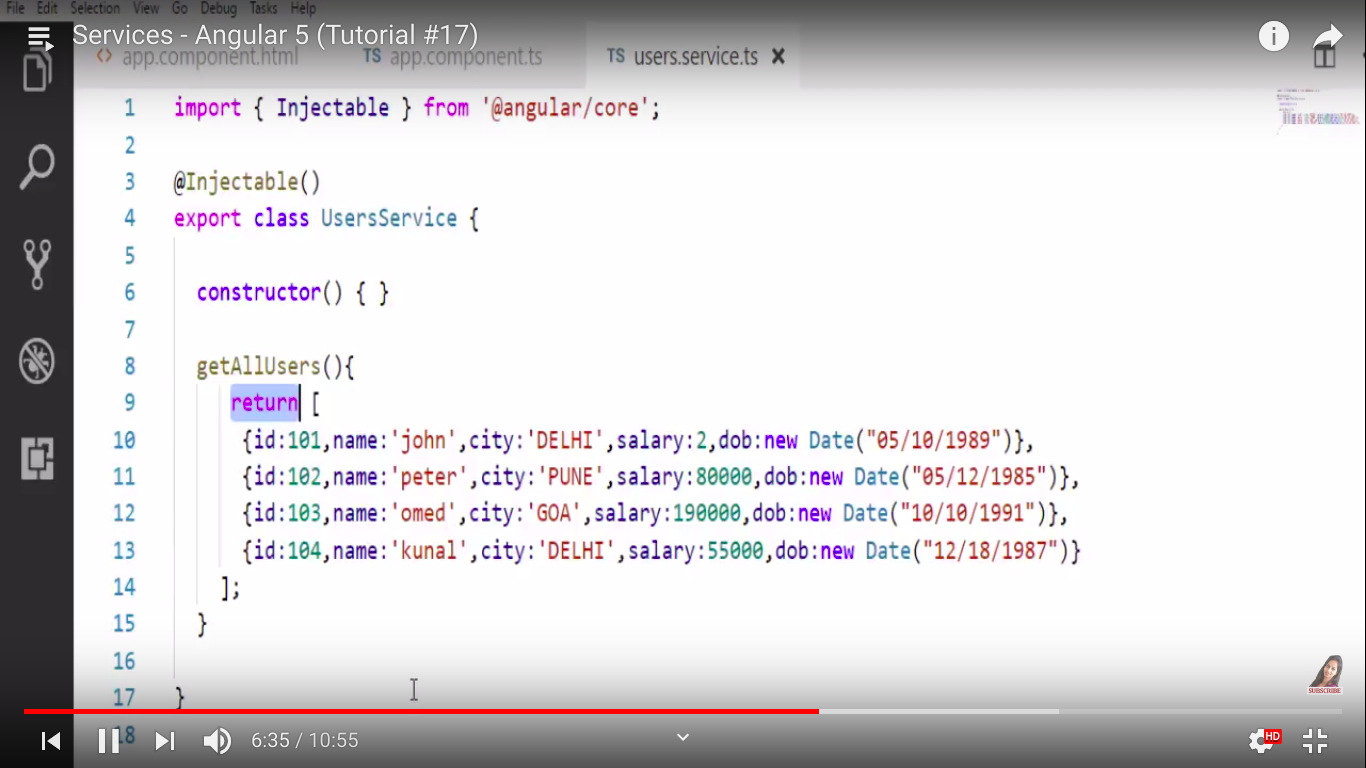 File Edit Selection View Go Debug Tasks Help
Services - Angular 5 (Tutorial #17)
<> app.component.html TS app.component.ts TS users.service.ts
1 import { Injectable } from '@angular/core';
2
3 @Injectable()
4 export class UsersService {
5
6 constructor() { }
7
8 getAllUsers(){
9 return [
10 {id:101,name:'john',city:'DELHI',salary:2,dob:new Date("05/10/1989")},
11 {id:102,name:'peter',city:'PUNE',salary:80000,dob:new Date("05/12/1985")},
12 {id:103,name:'omed',city:'GOA',salary:190000,dob:new Date("10/10/1991")},
13 {id:104,name:'kunal',city:'DELHI',salary:55000,dob:new Date("12/18/1987")}
14 ];
15 }
16
SUBSCRIBE
17 }
18
6:35 / 10:55
HD